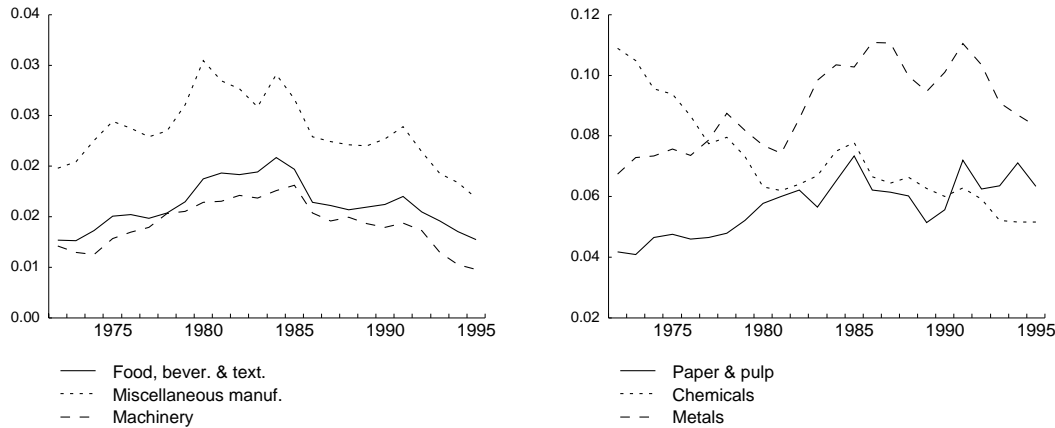 0.04
0.03
0.03
0.02
0.02
0.01
0.00
1975 1980 1985 1990 1995
Food, bever. & text.
Miscellaneous manuf.
Machinery
0.12
0.10
0.08
0.06
0.04
0.02
1975 1980 1985 1990 1995
Paper & pulp
Chemicals
Metals